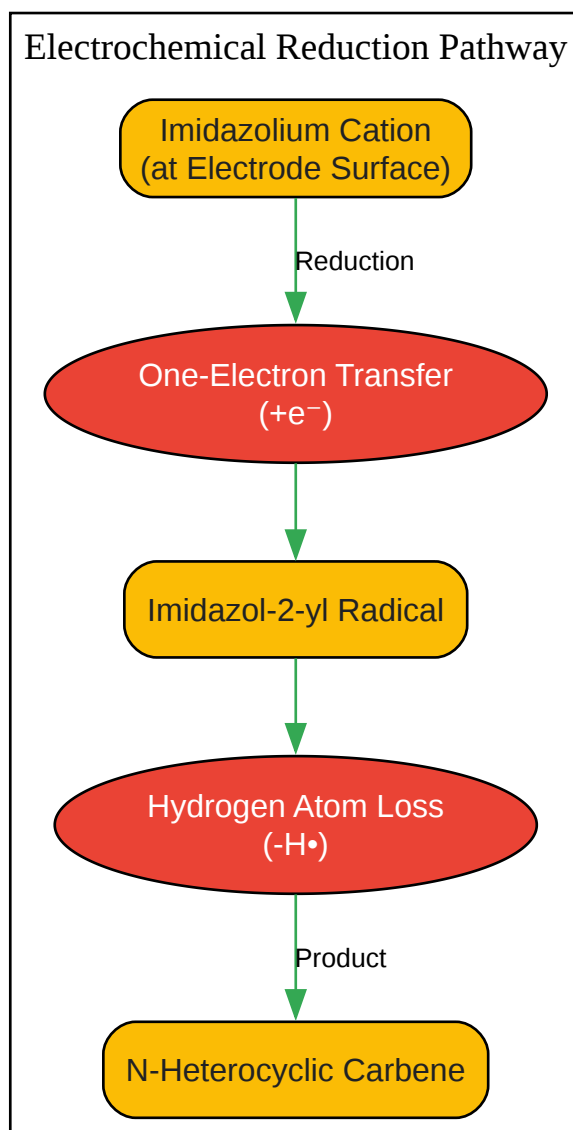 Electrochemical Reduction Pathway
Imidazolium Cation
(at Electrode Surface)
Reduction
One-Electron Transfer
(+e⁻)
Imidazol-2-yl Radical
Hydrogen Atom Loss
(-H•)
Product
N-Heterocyclic Carbene